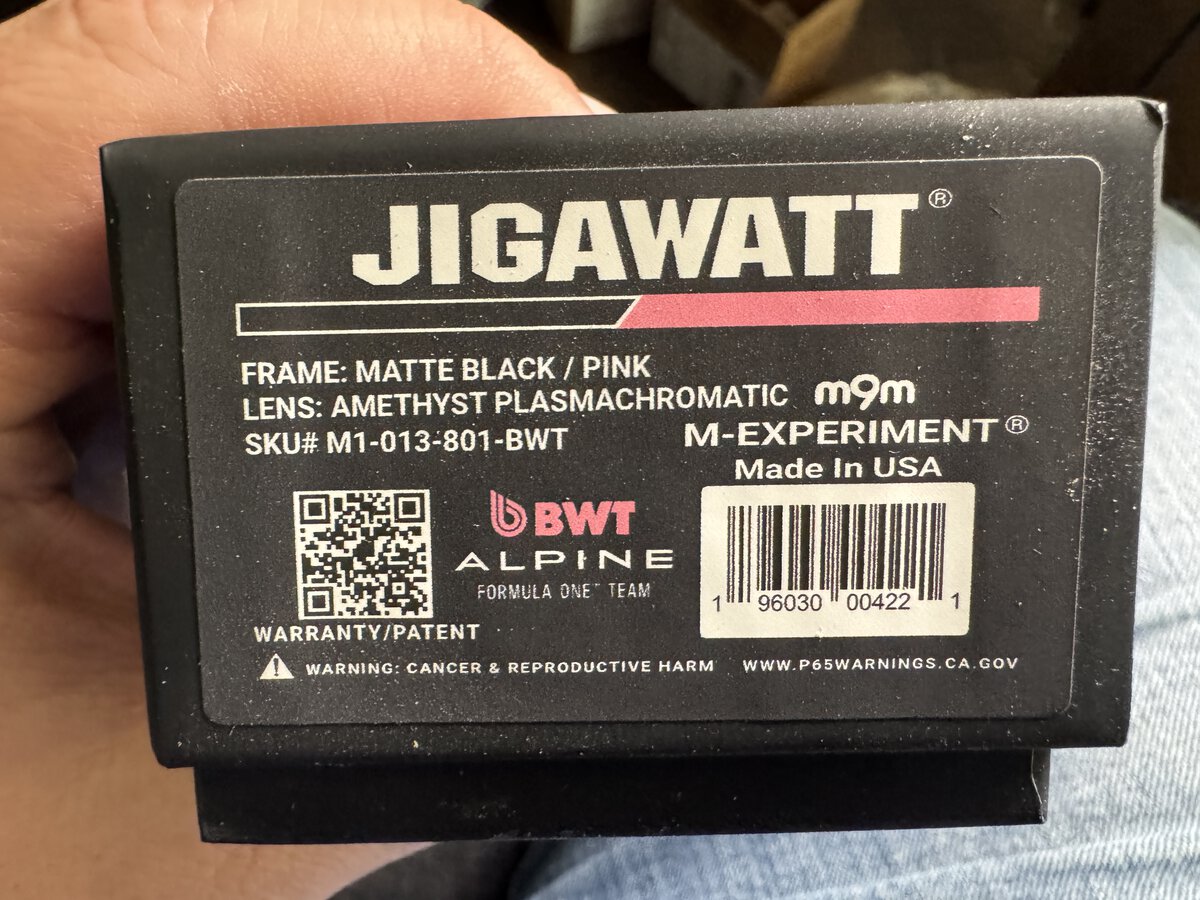 JIGAWATT®
FRAME: MATTE BLACK / PINK
LENS: AMETHYST PLASMACHROMATIC
SKU# M1-013-801-BWT
m9m
M-EXPERIMENT®
Made In USA
BWT
ALPINE
FORMULA ONE™ TEAM
1 96030 00422 1
WARRANTY/PATENT
WARNING: CANCER & REPRODUCTIVE HARM WWW.P65WARNINGS.CA.GOV